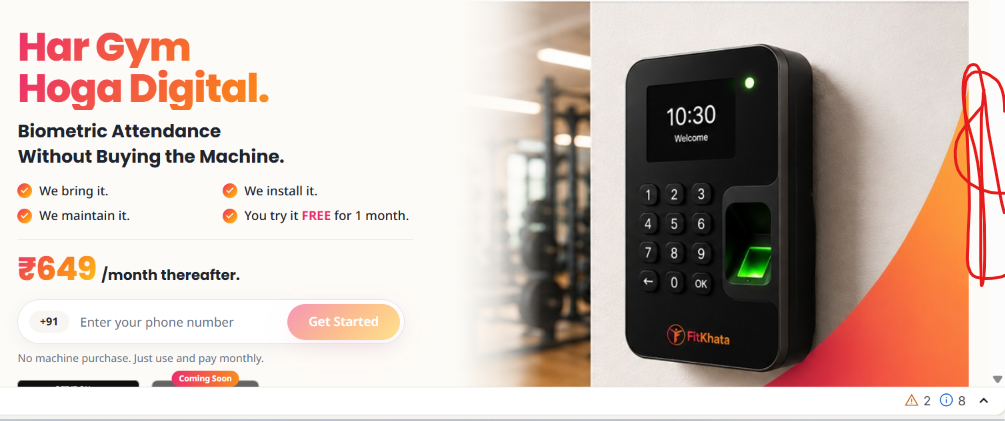 Har Gym
Hoga Digital.
Biometric Attendance
Without Buying the Machine.
We bring it.
We install it.
We maintain it.
You try it FREE for 1 month.
₹649 /month thereafter.
+91
Enter your phone number
Get Started
No machine purchase. Just use and pay monthly.
Coming Soon
10:30
Welcome
1 2 3
4 5 6
7 8 9
← 0 OK
FitKhata
2
8